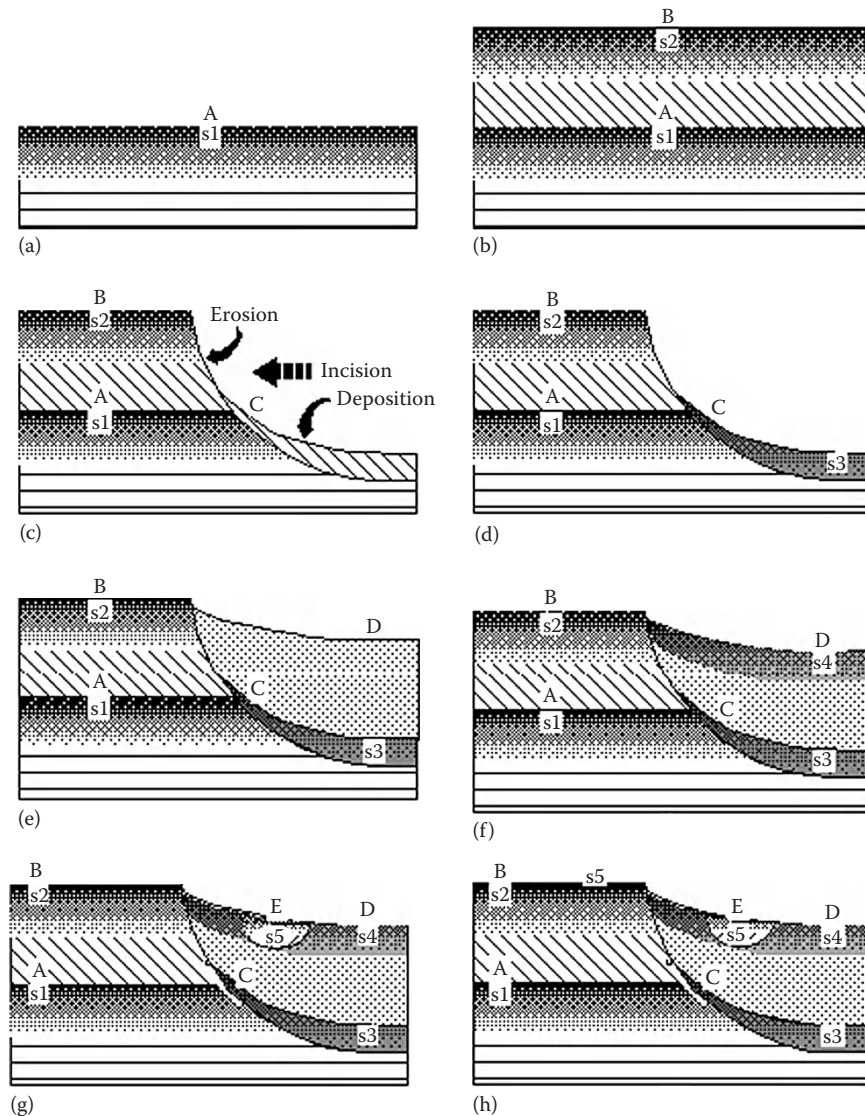 A
s1
(a)
B
s2
A
s1
(b)
B
s2
Erosion
Incision
C
Deposition
A
s1
(c)
B
s2
A
s1
C
s3
(d)
B
s2
D
A
s1
C
s3
(e)
B
s2
D
s4
A
s1
C
s3
(f)
B
s2
E
s5
D
s4
A
s1
C
s3
(g)
B
s2
s5
E
s5
D
s4
A
s1
C
s3
(h)